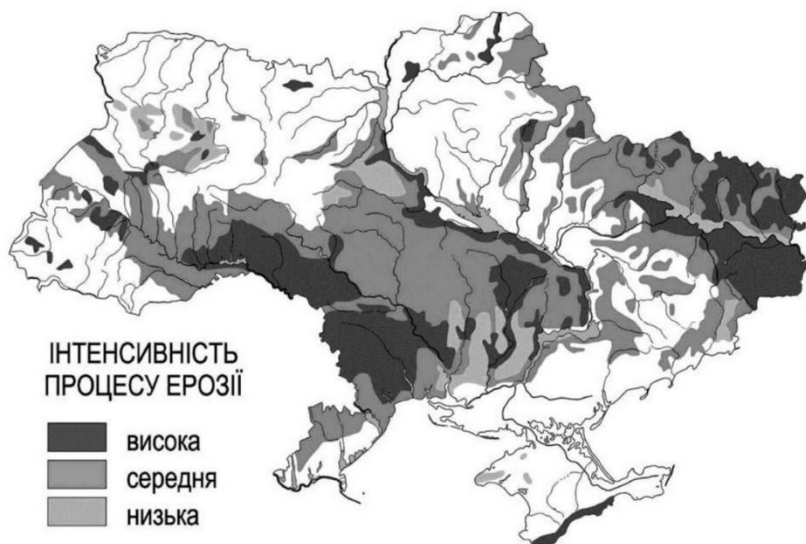 ІНТЕНСИВНІСТЬ
ПРОЦЕСУ ЕРОЗІЇ
висока
середня
низька